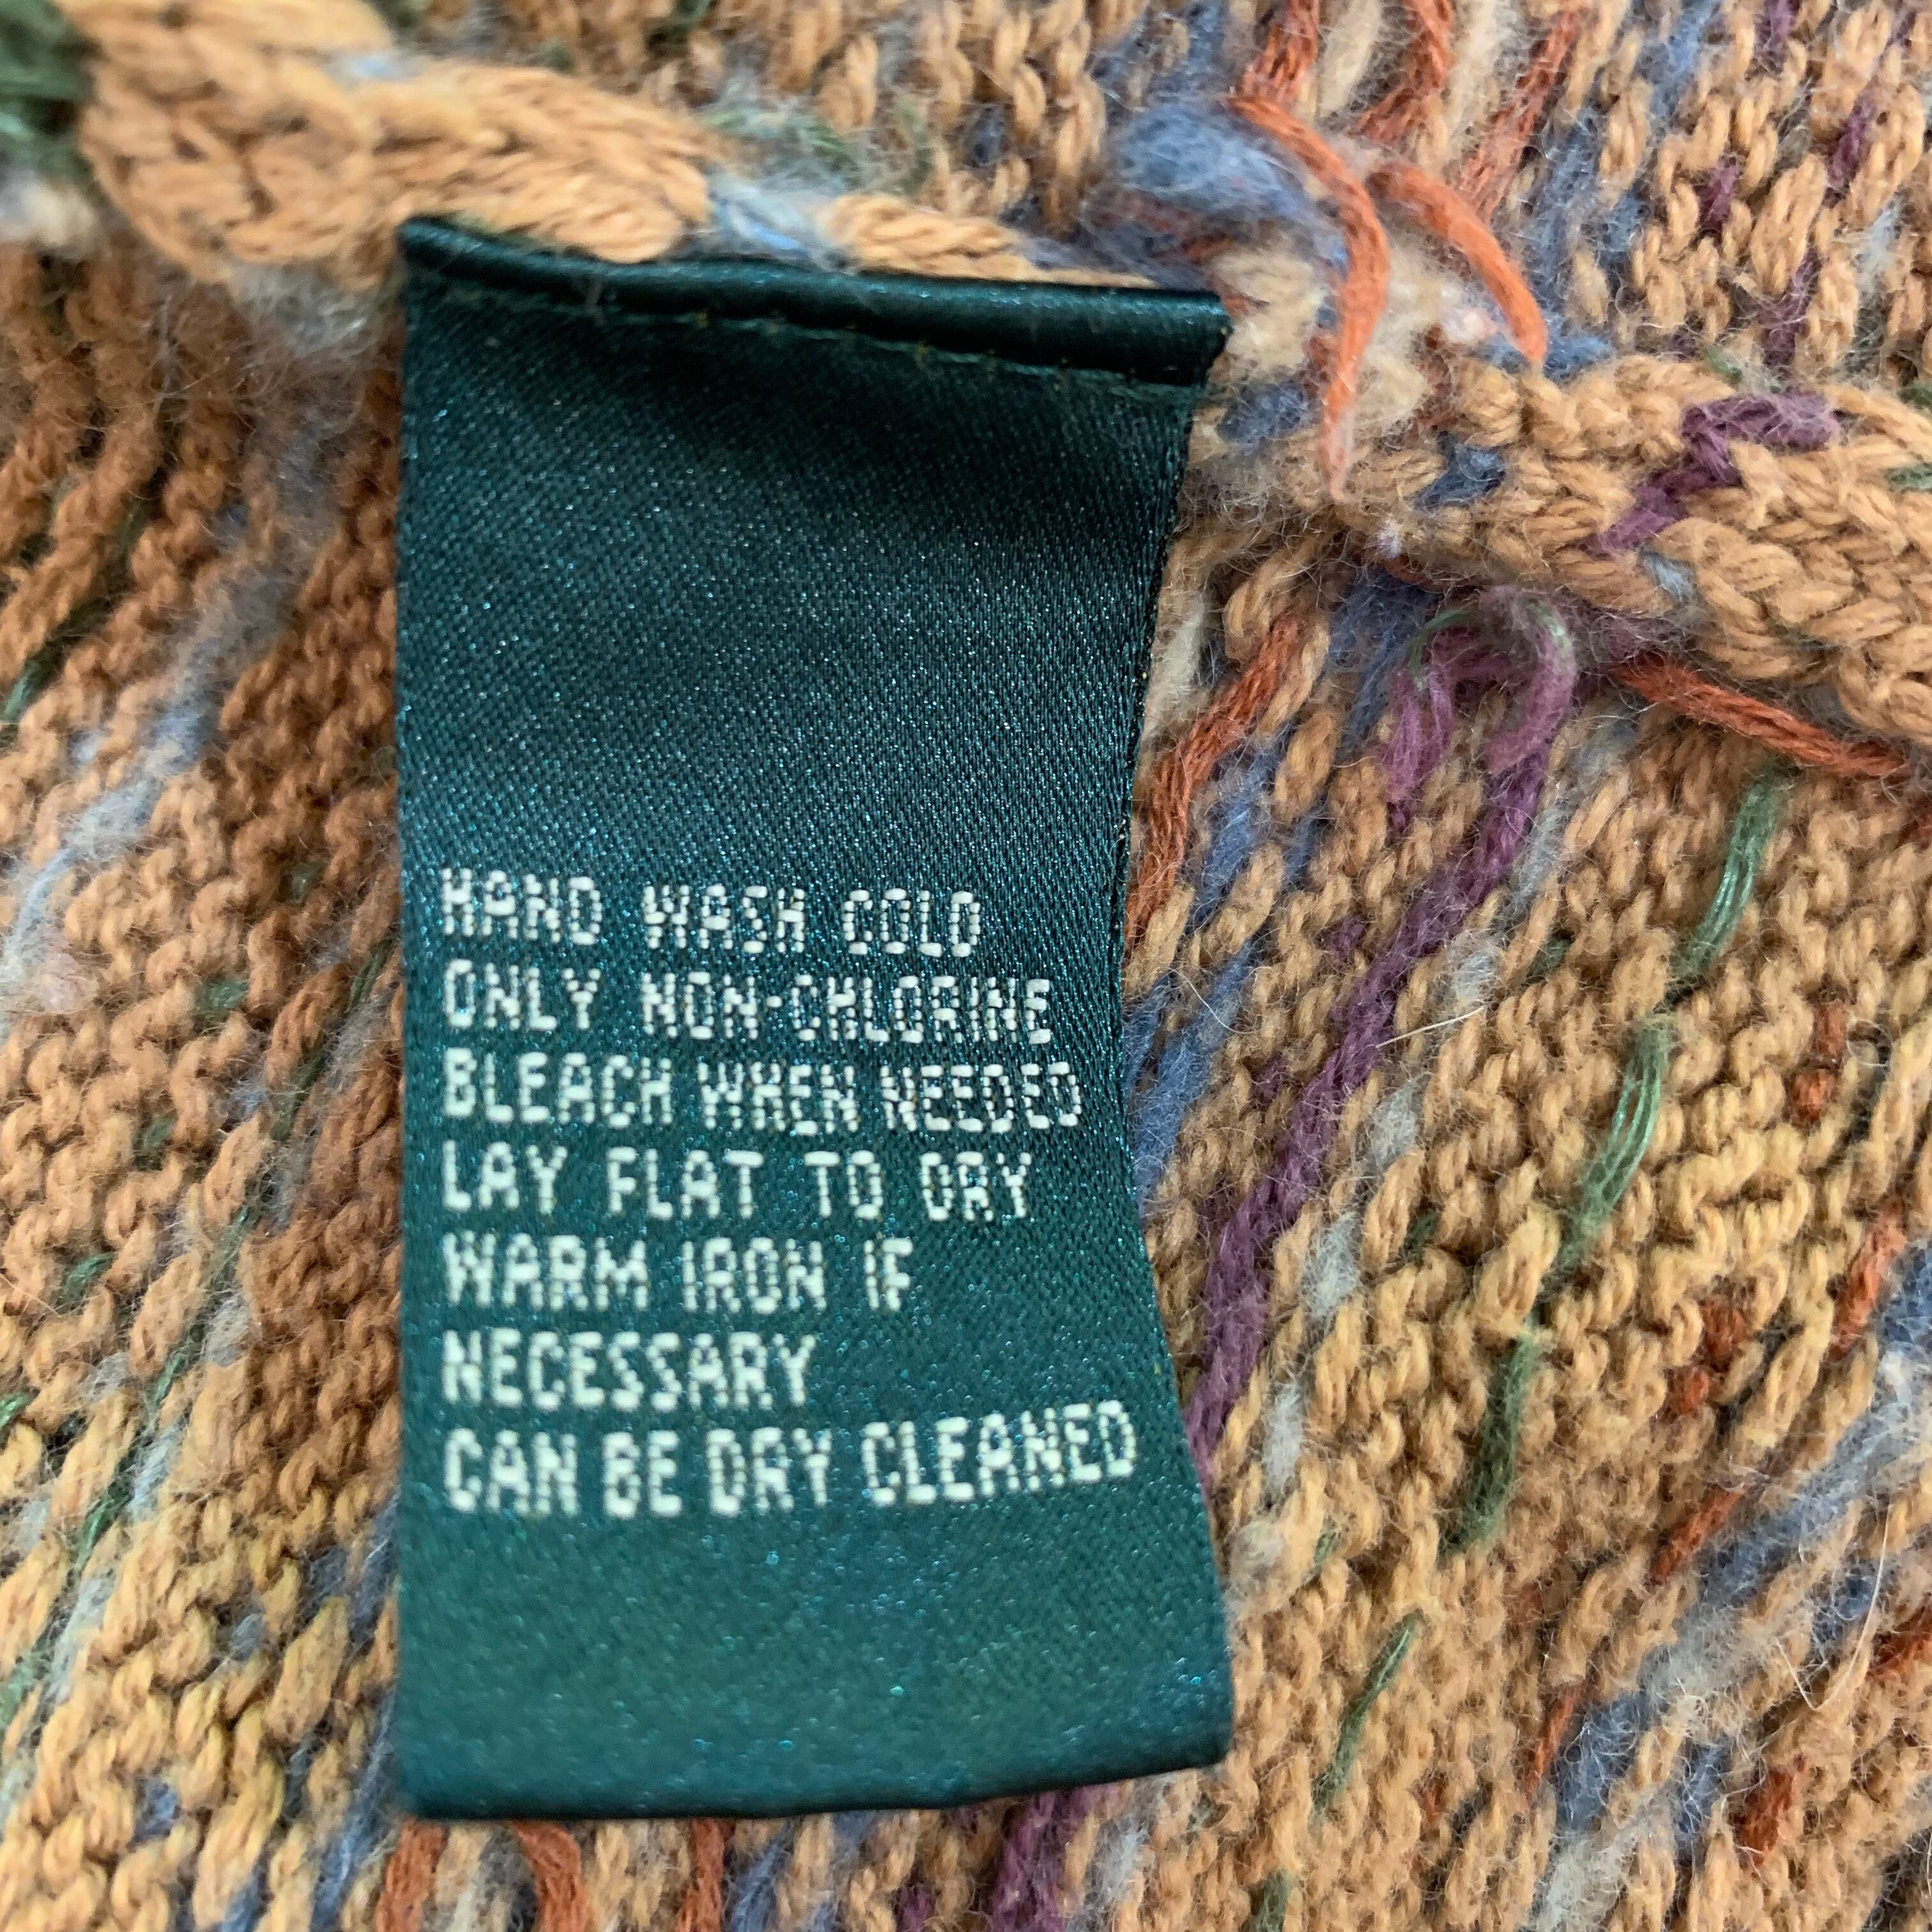 HAND WASH COLD
ONLY NON-CHLORINE
BLEACH WHEN NEEDED
LAY FLAT TO DRY
WARM IRON IF
NECESSARY
CAN BE DRY CLEANED